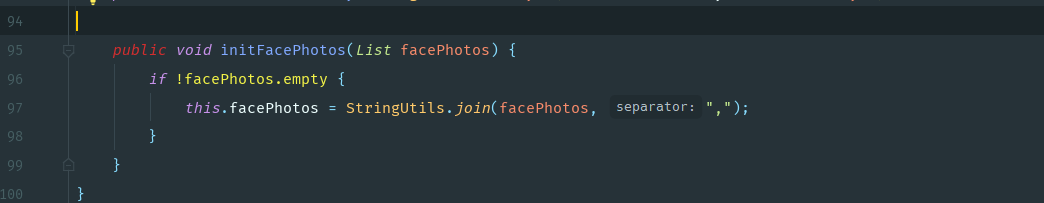 94
95 public void initFacePhotos(List facePhotos) {
96 if !facePhotos.empty {
97 this.facePhotos = StringUtils.join(facePhotos, separator: ",");
98 }
99 }
100 }